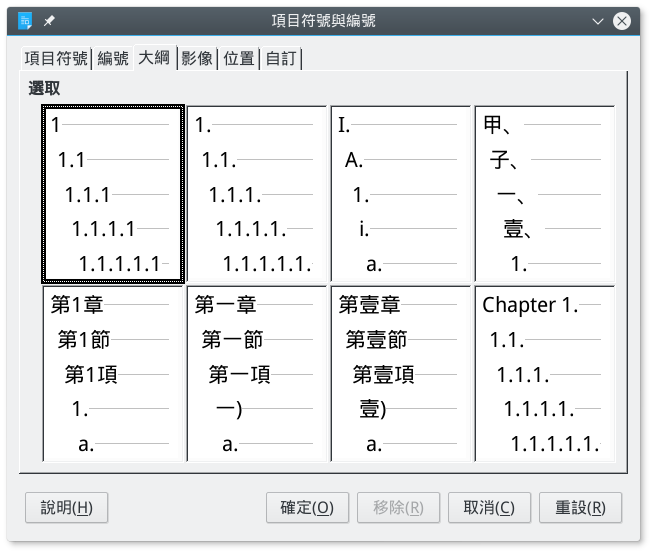 項目符號與編號
項目符號 編號 大綱 影像 位置 自訂
選取
1
1.1
1.1.1
1.1.1.1
1.1.1.1.1
1.
1.1.
1.1.1.
1.1.1.1.
1.1.1.1.1.
I.
A.
1.
i.
a.
甲、
子、
一、
壹、
1.
第1章
第1節
第1項
1.
a.
第一章
第一節
第一項
一)
a.
第壹章
第壹節
第壹項
壹)
a.
Chapter 1.
1.1.
1.1.1.
1.1.1.1.
1.1.1.1.1.
說明(H) 確定(O) 移除(R) 取消(C) 重設(R)